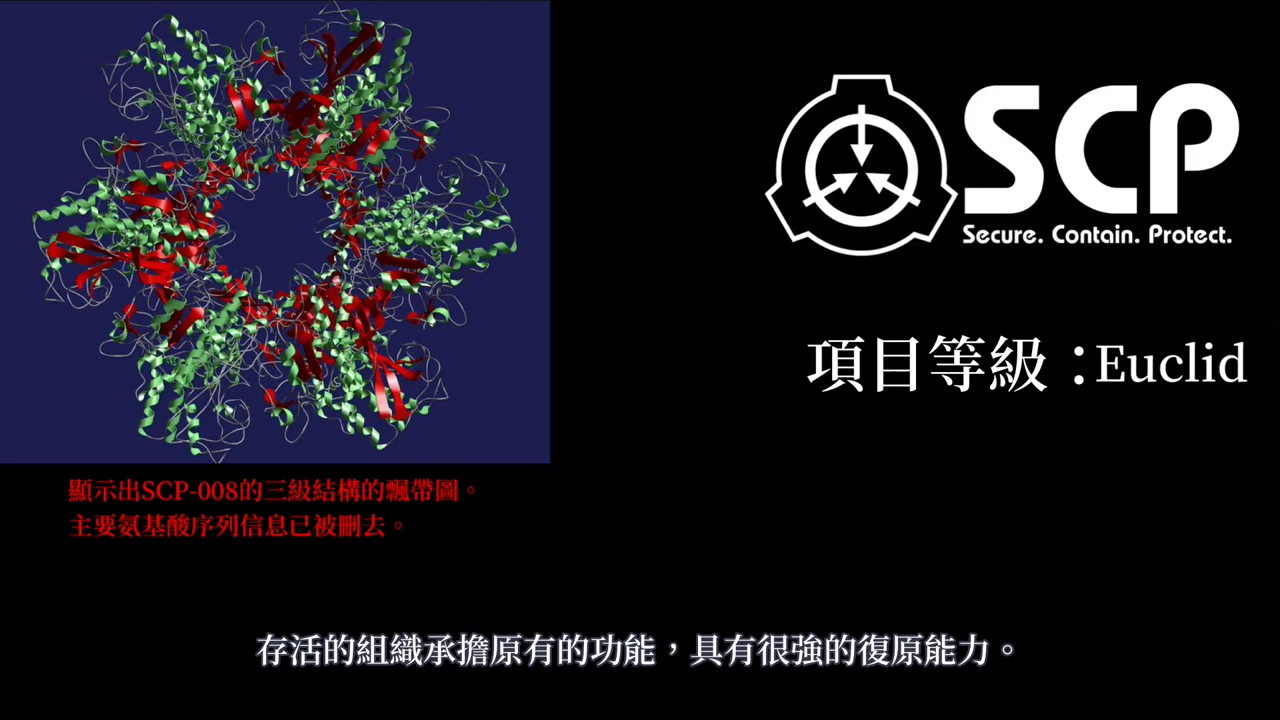 SCP
Secure. Contain. Protect.
項目等級：Euclid
顯示出SCP-008的三級結構的飄帶圖。
主要氨基酸序列信息已被刪去。
存活的組織承擔原有的功能，具有很強的復原能力。